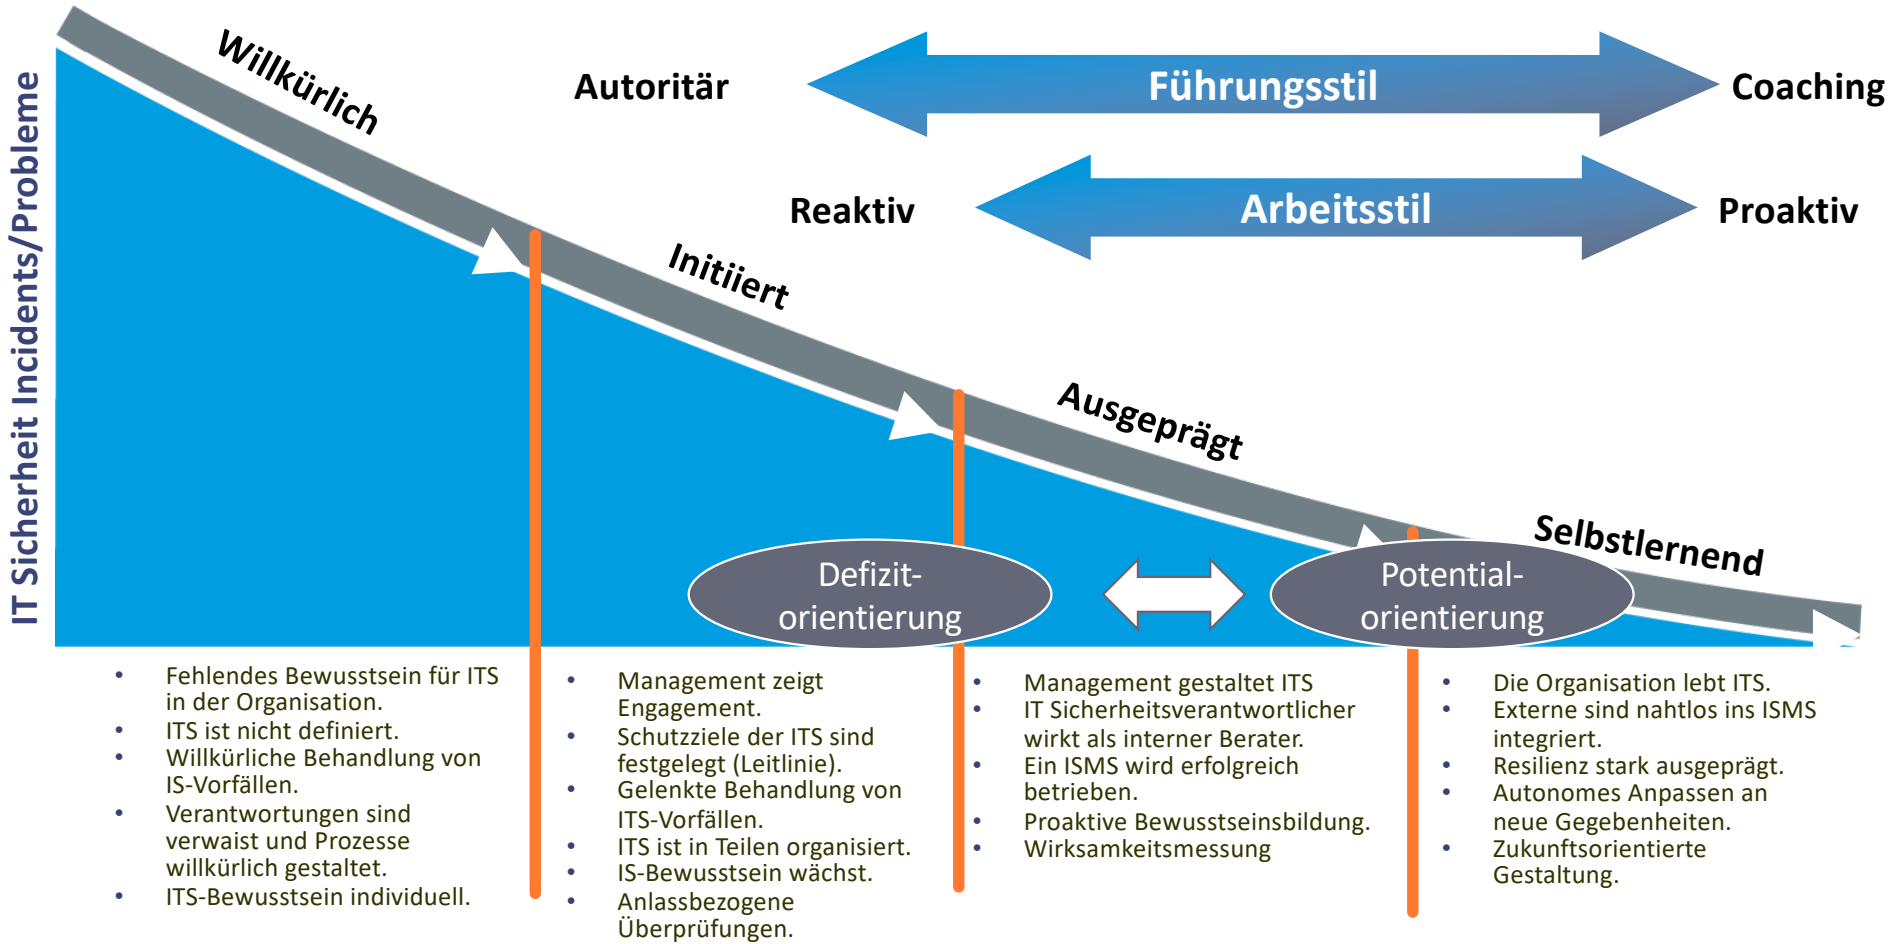 IT Sicherheit Incidents/Probleme
Willkürlich
Autoritär
Führungsstil
Coaching
Reaktiv
Arbeitsstil
Proaktiv
Initiiert
Ausgeprägt
Selbstlernend
Defizit-
orientierung
Potential-
orientierung
• Fehlendes Bewusstsein für ITS
in der Organisation.
• ITS ist nicht definiert.
• Willkürliche Behandlung von
IS-Vorfällen.
• Verantwortungen sind
verwaist und Prozesse
willkürlich gestaltet.
• ITS-Bewusstsein individuell.
• Management zeigt
Engagement.
• Schutzziele der ITS sind
festgelegt (Leitlinie).
• Gelenkte Behandlung von
ITS-Vorfällen.
• ITS ist in Teilen organisiert.
• IS-Bewusstsein wächst.
• Anlassbezogene
Überprüfungen.
• Management gestaltet ITS
• IT Sicherheitsverantwortlicher
wirkt als interner Berater.
• Ein ISMS wird erfolgreich
betrieben.
• Proaktive Bewusstseinsbildung.
• Wirksamkeitsmessung
• Die Organisation lebt ITS.
• Externe sind nahtlos ins ISMS
integriert.
• Resilienz stark ausgeprägt.
• Autonomes Anpassen an
neue Gegebenheiten.
• Zukunftsorientierte
Gestaltung.